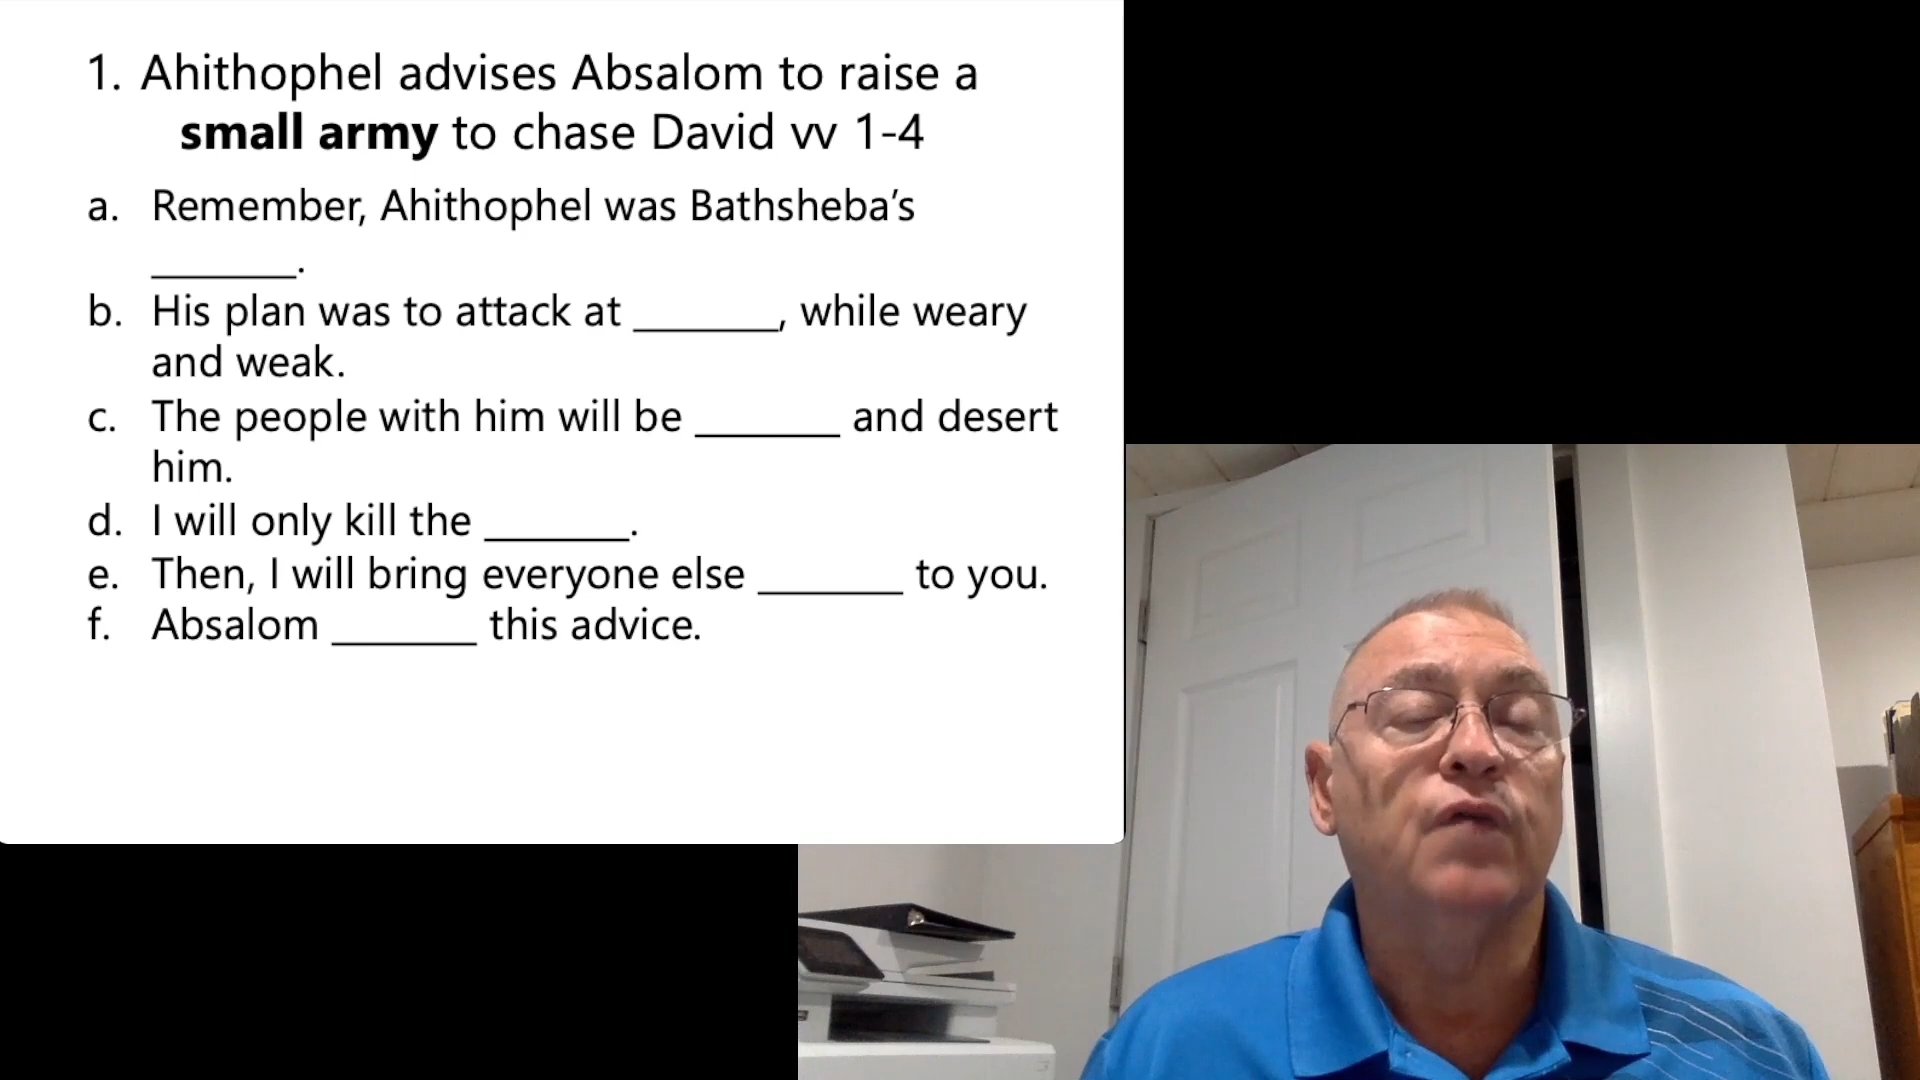 1. Ahithophel advises Absalom to raise a
small army to chase David vv 1-4
a. Remember, Ahithophel was Bathsheba’s
_______.
b. His plan was to attack at _______, while weary
and weak.
c. The people with him will be _______ and desert
him.
d. I will only kill the _______.
e. Then, I will bring everyone else _______ to you.
f. Absalom _______ this advice.